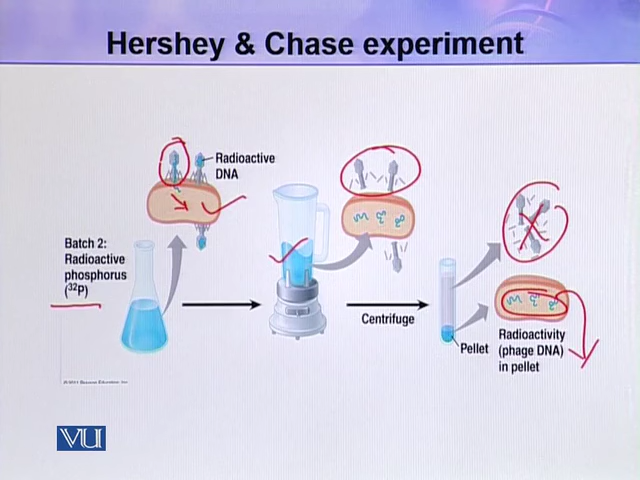 Hershey & Chase experiment
Radioactive
DNA
Batch 2:
Radioactive
phosphorus
(³²P)
Centrifuge
Pellet
Radioactivity
(phage DNA)
in pellet
VU